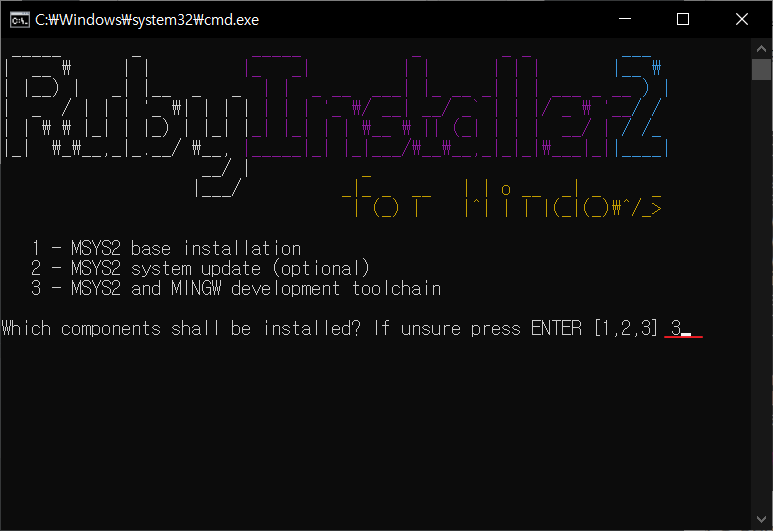 C:₩Windows₩system32₩cmd.exe
RubyInstaller2
for Windows
1 - MSYS2 base installation
2 - MSYS2 system update (optional)
3 - MSYS2 and MINGW development toolchain
Which components shall be installed? If unsure press ENTER [1,2,3] 3